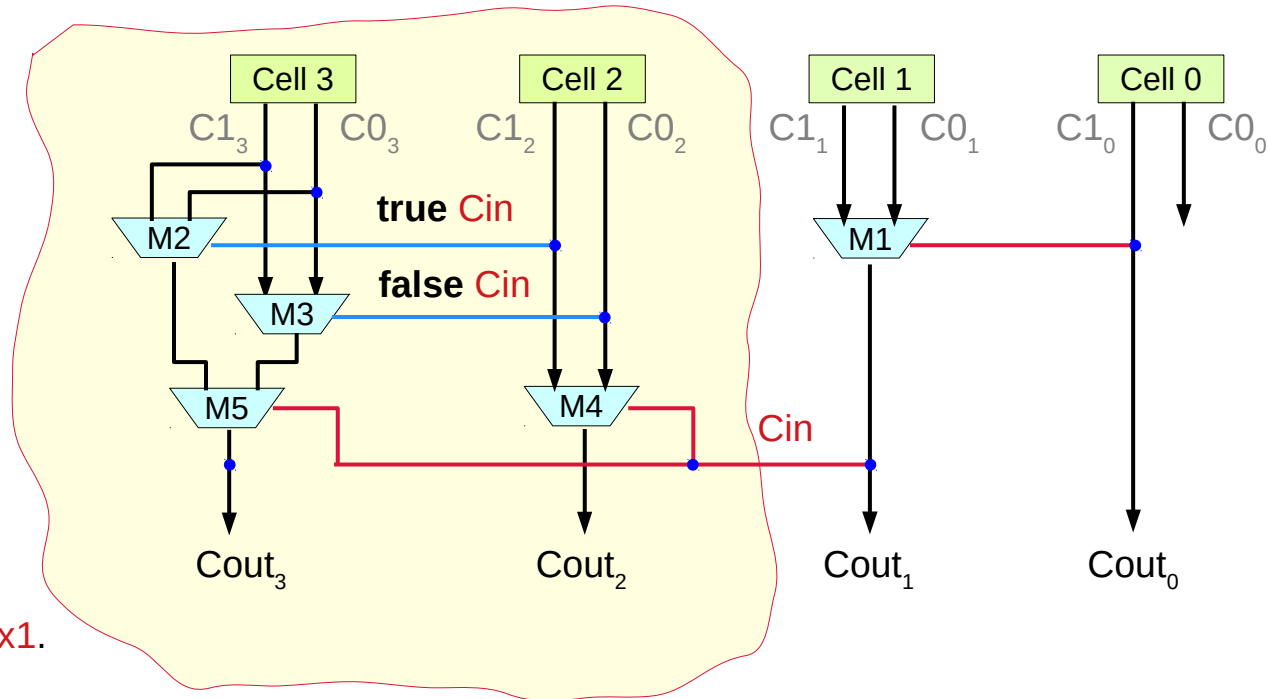 Cell 3 Cell 2 Cell 1 Cell 0
C1₃ C0₃ C1₂ C0₂ C1₁ C0₁ C1₀ C0₀
true Cin
M2 M1
false Cin
M3
M5 M4
Cin
Cout₃ Cout₂ Cout₁ Cout₀
x1.